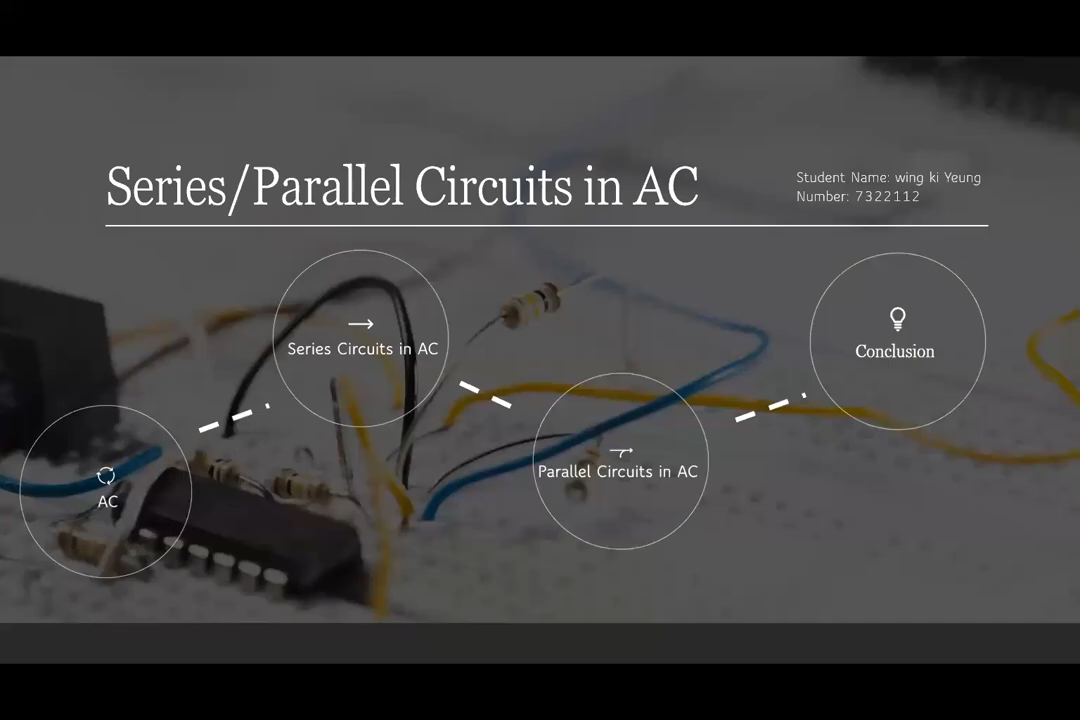 Series/Parallel Circuits in AC
Student Name: wing ki Yeung
Number: 7322112
Series Circuits in AC
Conclusion
Parallel Circuits in AC
AC